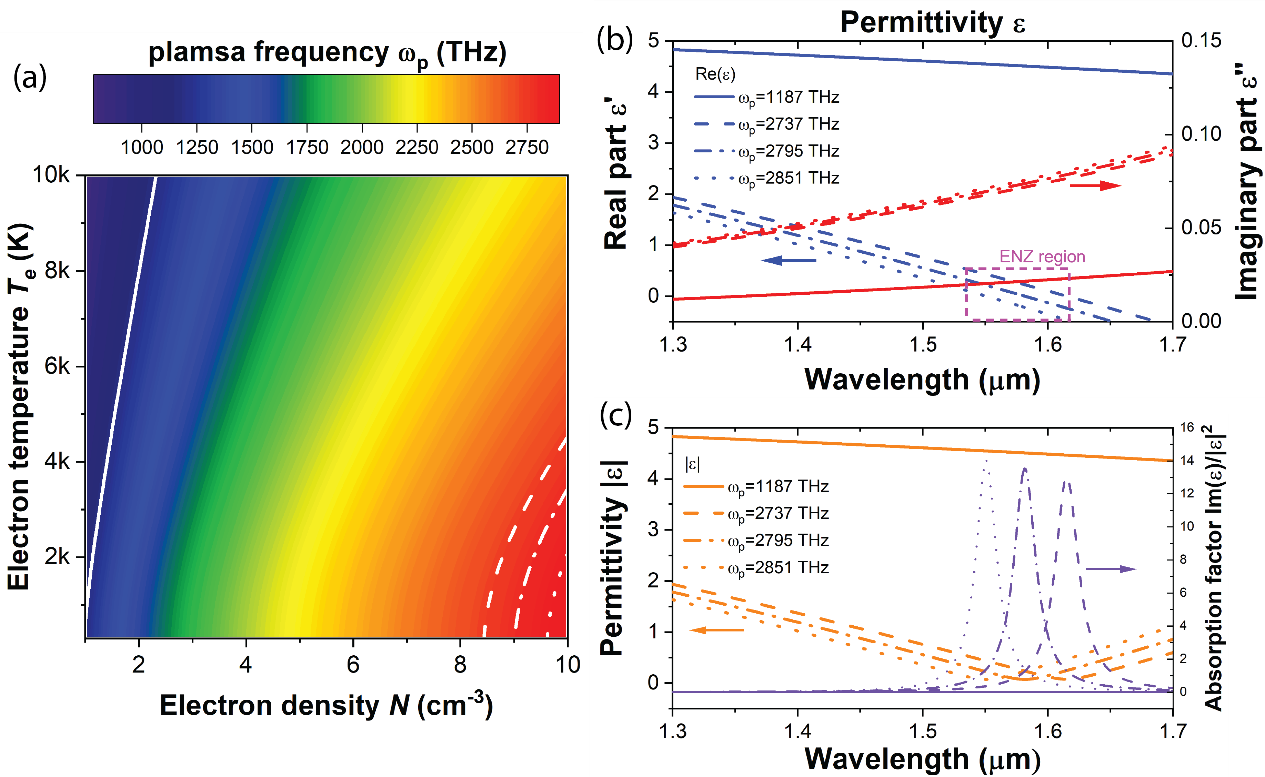 (a)
plamsa frequency ωp (THz)
1000 1250 1500 1750 2000 2250 2500 2750
Electron temperature Te (K)
10k
8k
6k
4k
2k
2 4 6 8 10
Electron density N (cm-3)
(b)
Permittivity ε
Real part ε'
5
4
3
2
1
0
Re(ε)
ωp=1187 THz
ωp=2737 THz
ωp=2795 THz
ωp=2851 THz
ENZ region
0.15
0.10
0.05
0.00
Imaginary part ε"
1.3 1.4 1.5 1.6 1.7
Wavelength (μm)
(c)
Permittivity |ε|
5
4
3
2
1
0
|ε|
ωp=1187 THz
ωp=2737 THz
ωp=2795 THz
ωp=2851 THz
16
14
12
10
8
6
4
2
0
Absorption factor Im(ε)/|ε|2
1.3 1.4 1.5 1.6 1.7
Wavelength (μm)